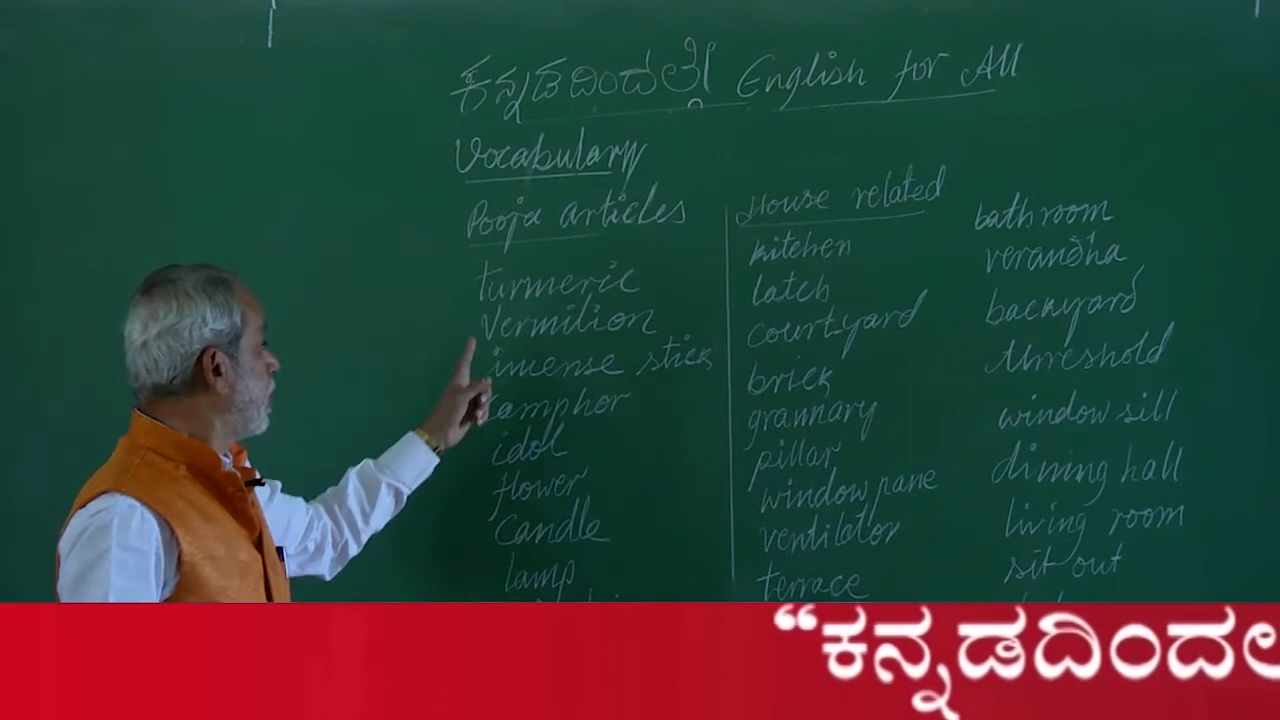 ಕನ್ನಡದಿಂದಲೇ English for All
Vocabulary
Pooja articles
turmeric
Vermilion
incense stick
camphor
idol
flower
Candle
lamp
House related
kitchen
latch
courtyard
brick
grannary
pillar
window pane
ventilator
terrace
bathroom
verandha
backyard
threshold
window sill
dining hall
living room
sit out
“ಕನ್ನಡದಿಂದಲ